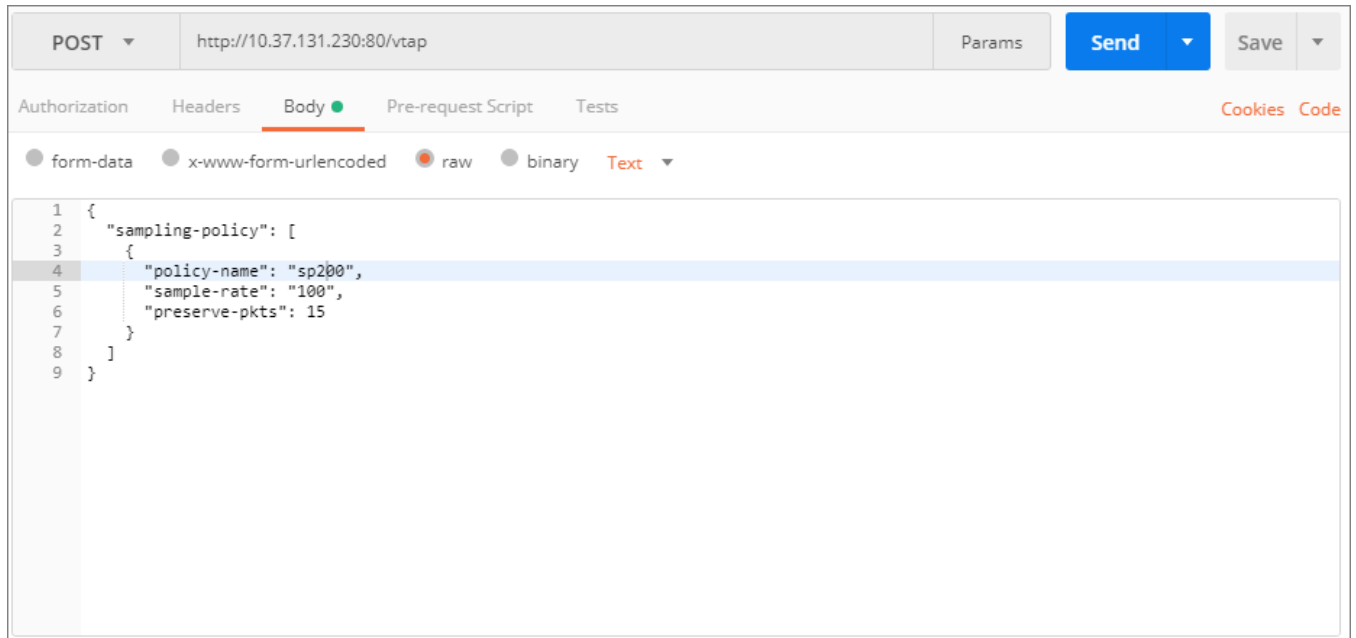 POST http://10.37.131.230:80/vtap Params Send Save
Authorization Headers Body Pre-request Script Tests Cookies Code
form-data x-www-form-urlencoded raw binary Text
1 {
2 "sampling-policy": [
3 {
4 "policy-name": "sp200",
5 "sample-rate": "100",
6 "preserve-pkts": 15
7 }
8 ]
9 }